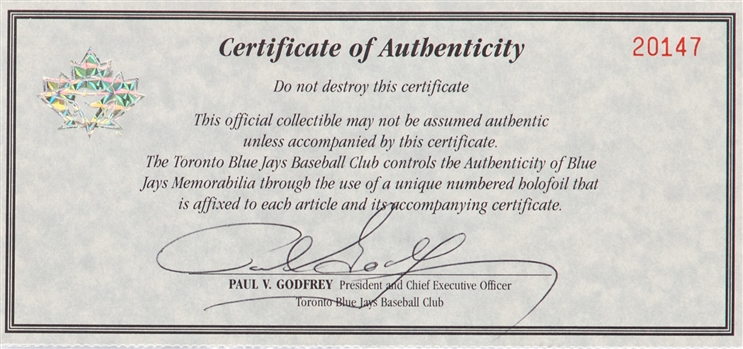 Certificate of Authenticity
20147
Do not destroy this certificate
This official collectible may not be assumed authentic
unless accompanied by this certificate.
The Toronto Blue Jays Baseball Club controls the Authenticity of Blue
Jays Memorabilia through the use of a unique numbered holofoil that
is affixed to each article and its accompanying certificate.
Paul Godfrey
PAUL V. GODFREY President and Chief Executive Officer
Toronto Blue Jays Baseball Club